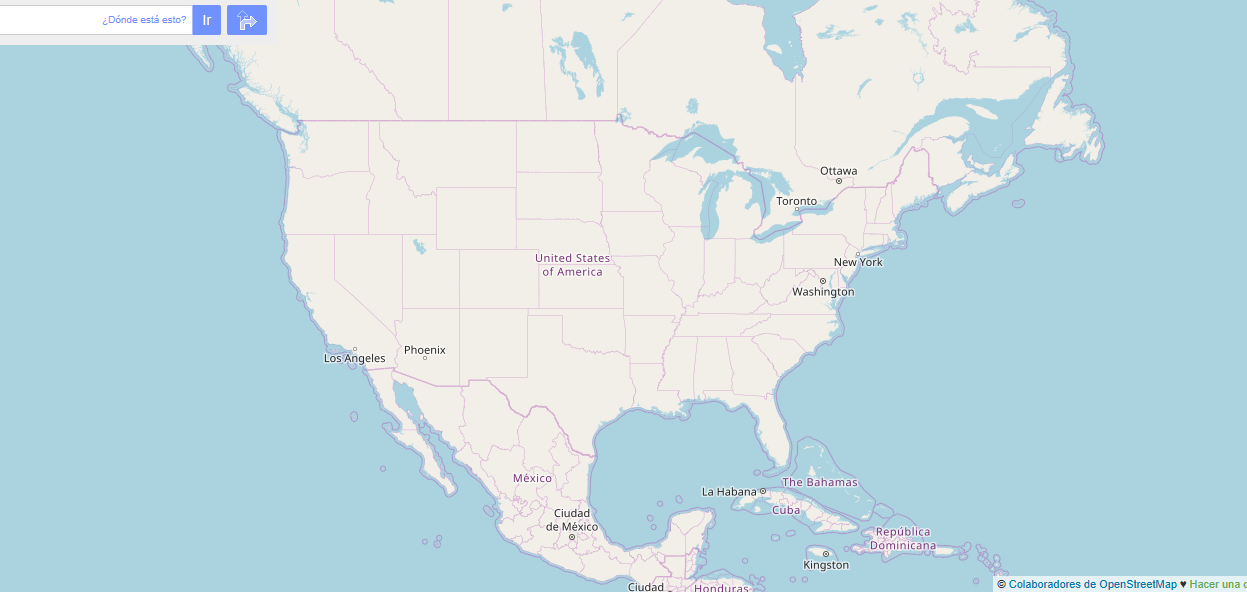 ¿Dónde está esto?
Ir
Ottawa
Toronto
New York
Washington
United States
of America
Los Angeles
Phoenix
México
Ciudad
de México
La Habana
The Bahamas
Cuba
República
Dominicana
Kingston
Ciudad
Honduras
© Colaboradores de OpenStreetMap ♥ Hacer una